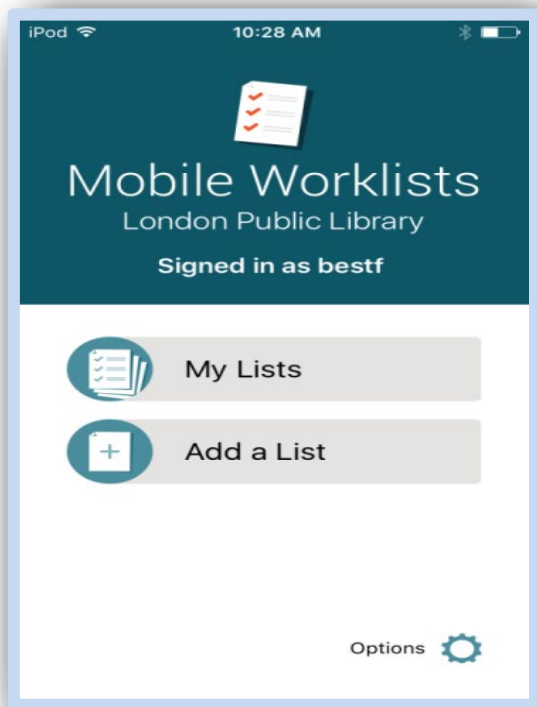 iPod 10:28 AM
Mobile Worklists
London Public Library
Signed in as bestf
My Lists
Add a List
Options